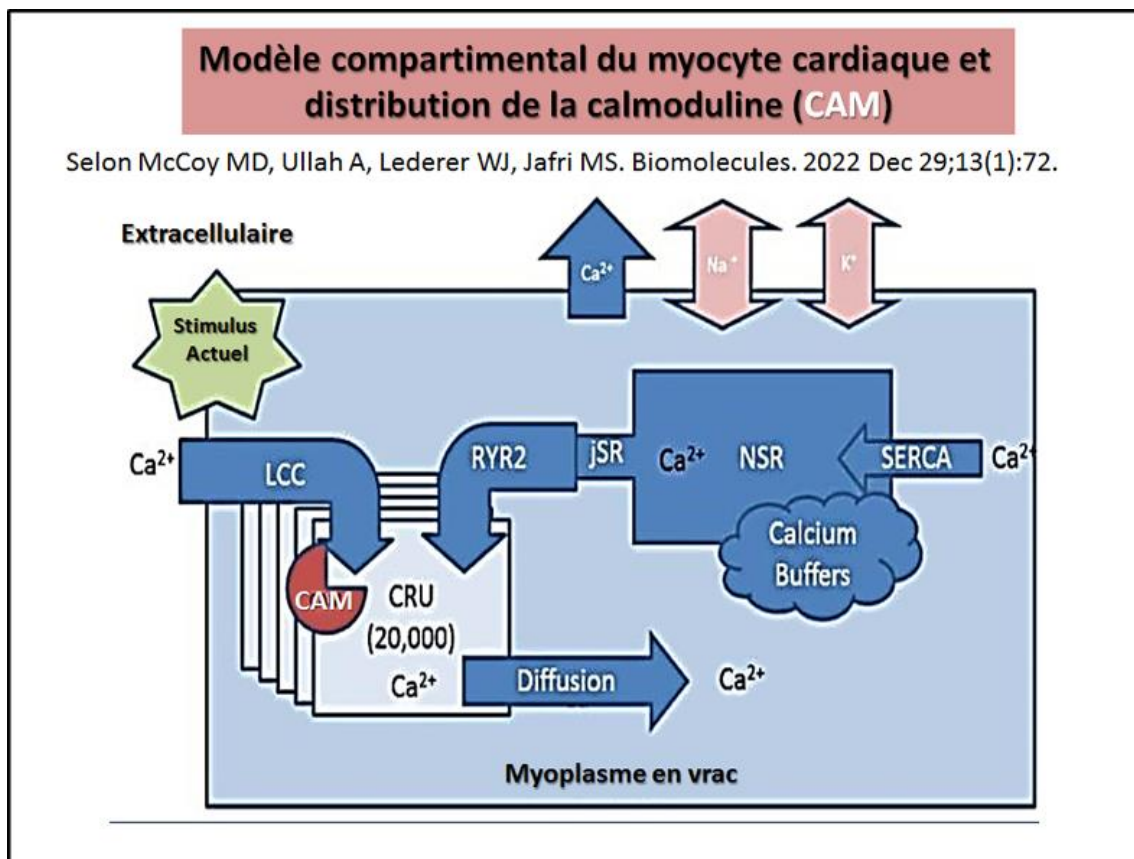 Modèle compartimental du myocyte cardiaque et
distribution de la calmoduline (CAM)
Selon McCoy MD, Ullah A, Lederer WJ, Jafri MS. Biomolecules. 2022 Dec 29;13(1):72.
Extracellulaire
Ca²⁺
Na⁺
K⁺
Stimulus
Actuel
Ca²⁺
LCC
RYR2
jSR
Ca²⁺
NSR
SERCA
Ca²⁺
Calcium
Buffers
CAM
CRU
(20,000)
Ca²⁺
Diffusion
Ca²⁺
Myoplasme en vrac